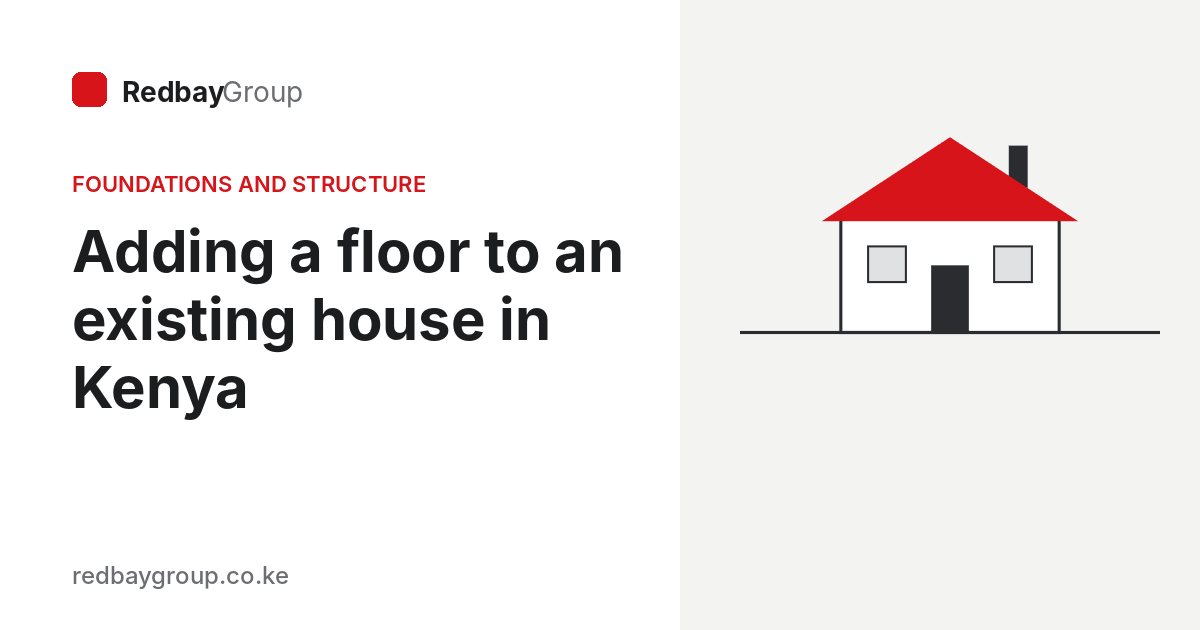 RedbayGroup
FOUNDATIONS AND STRUCTURE
Adding a floor to an
existing house in
Kenya
redbaygroup.co.ke